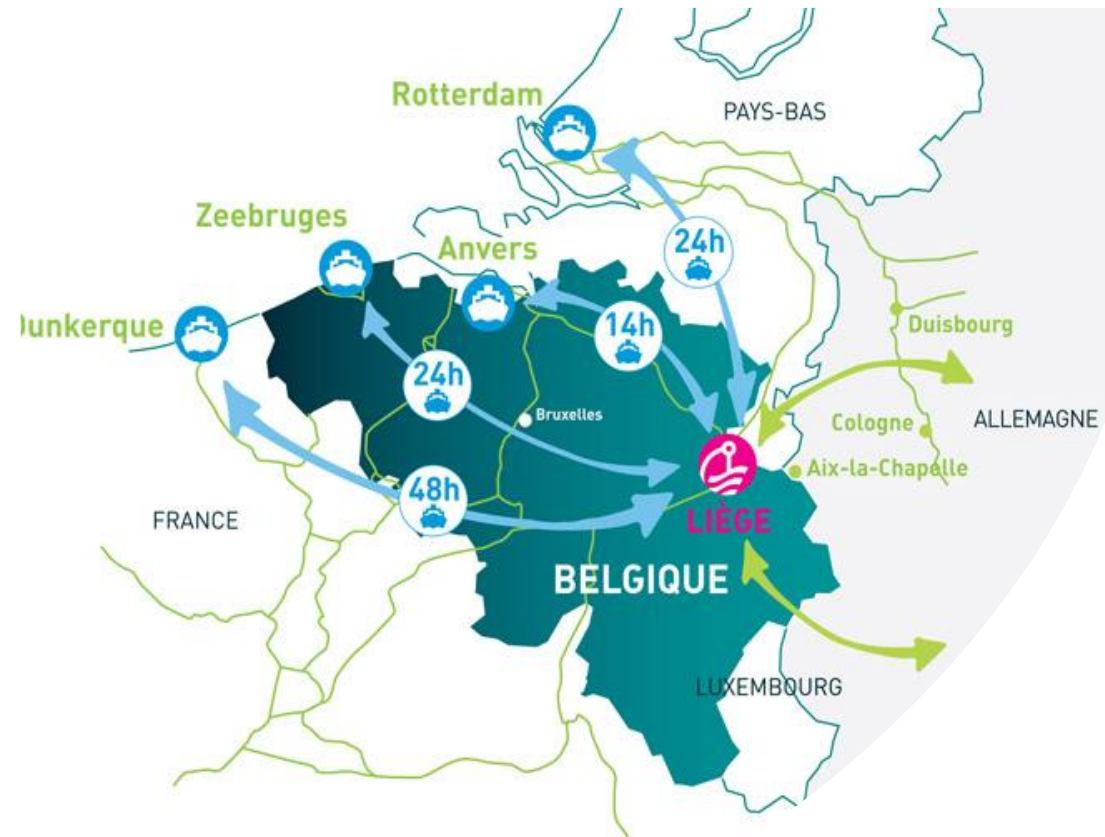 Rotterdam
PAYS-BAS
Zeebruges
Anvers
24h
Dunkerque
14h
Duisbourg
24h
Bruxelles
Cologne
ALLEMAGNE
Aix-la-Chapelle
48h
FRANCE
LIÈGE
BELGIQUE
LUXEMBOURG